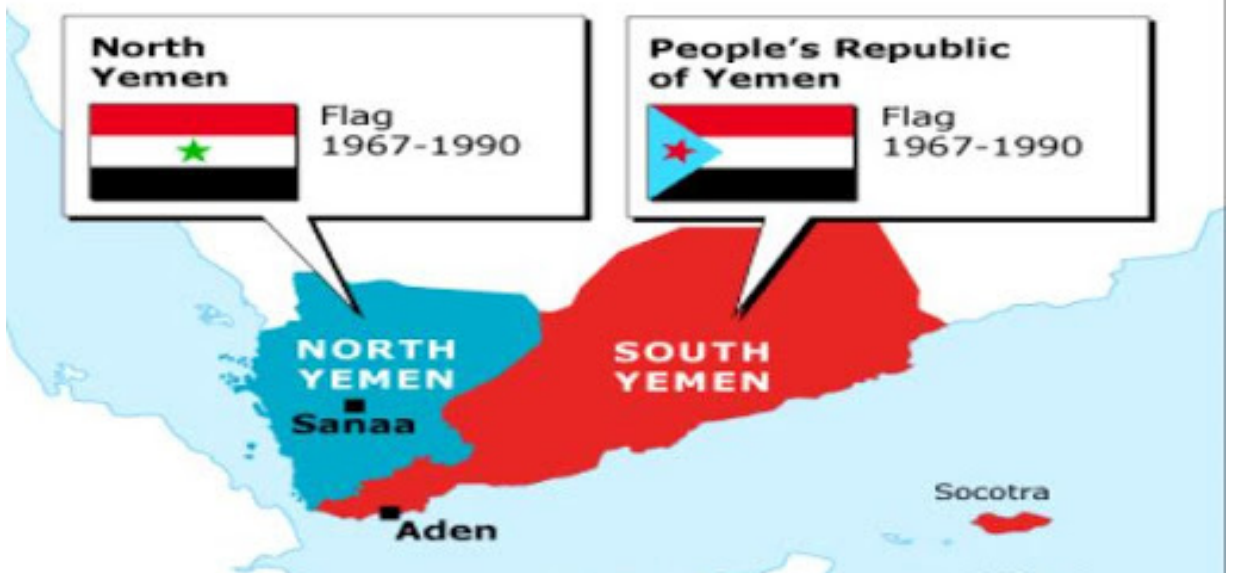 North
Yemen
Flag
1967-1990
People's Republic
of Yemen
Flag
1967-1990
NORTH
YEMEN
Sanaa
SOUTH
YEMEN
Aden
Socotra